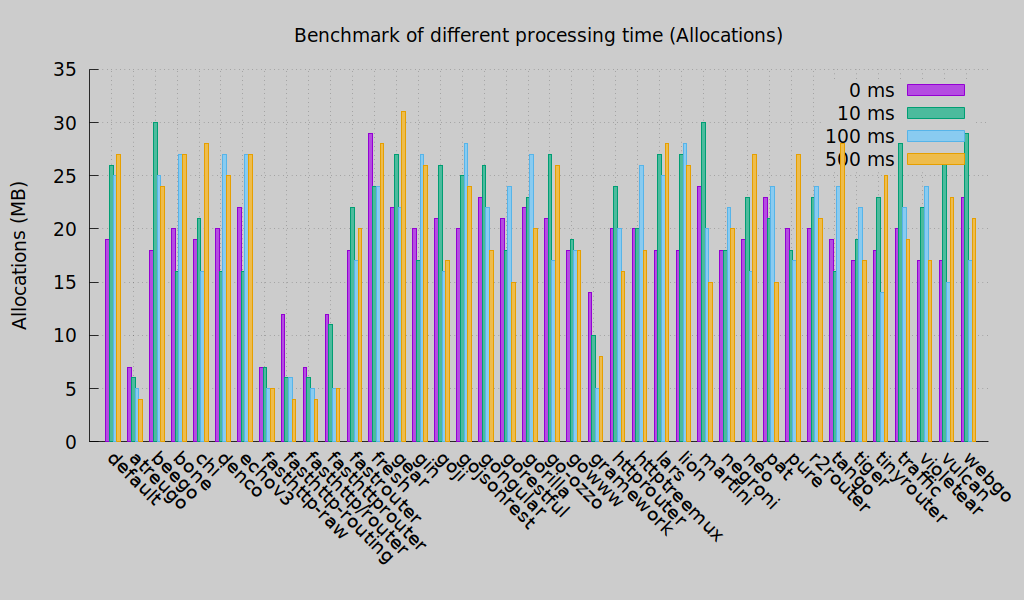 Benchmark of different processing time (Allocations)
Allocations (MB)
35
30
25
20
15
10
5
0
0 ms
10 ms
100 ms
500 ms
default
atreugo
beego
bone
chi
denco
echov3
fasthttp-raw
fasthttp-routing
fasthttp/router
fasthttprouter
fastrouter
fresh
gear
gin
goji
gojsonrest
gongular
gorestful
gorilla
go-ozzo
gowww
gramework
httprouter
httptreemux
lars
lion
martini
negroni
neo
pat
pure
r2router
tango
tiger
tinyrouter
traffic
violetear
vulcan
webgo